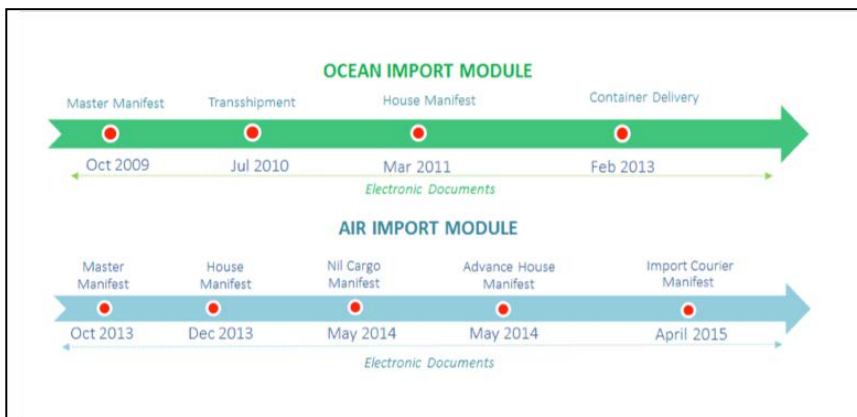 OCEAN IMPORT MODULE
Master Manifest Transshipment House Manifest Container Delivery
Oct 2009 Jul 2010 Mar 2011 Feb 2013
Electronic Documents
AIR IMPORT MODULE
Master House Nil Cargo Advance House Import Courier
Manifest Manifest Manifest Manifest Manifest
Oct 2013 Dec 2013 May 2014 May 2014 April 2015
Electronic Documents